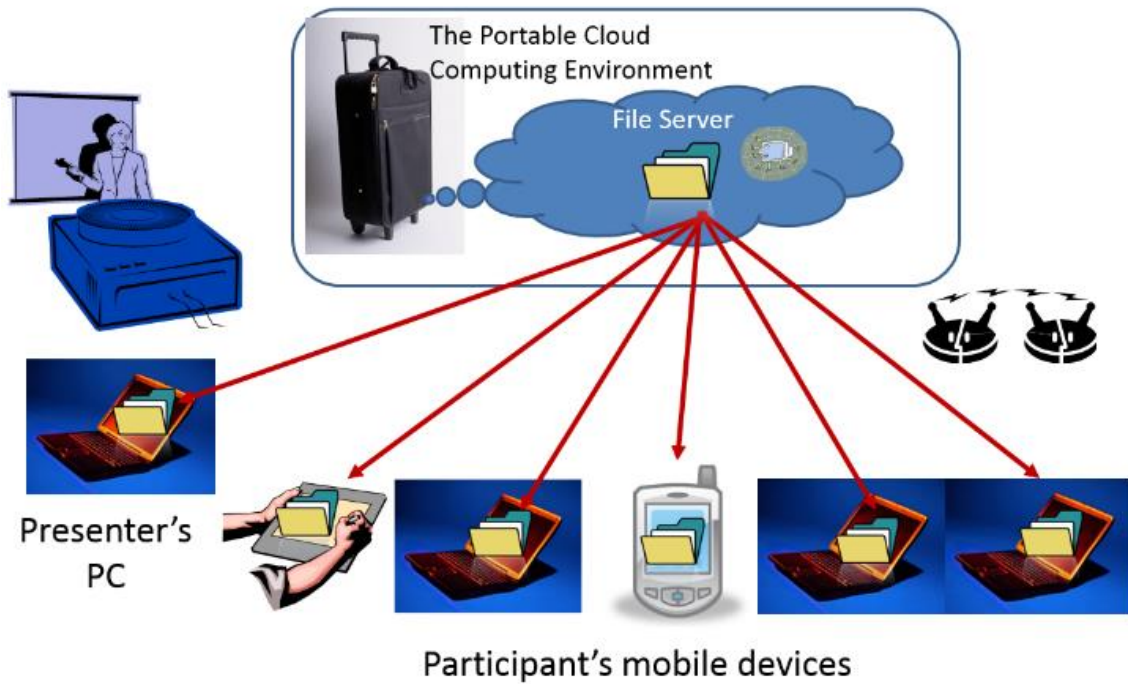 The Portable Cloud
Computing Environment
File Server
Presenter's
PC
Participant's mobile devices